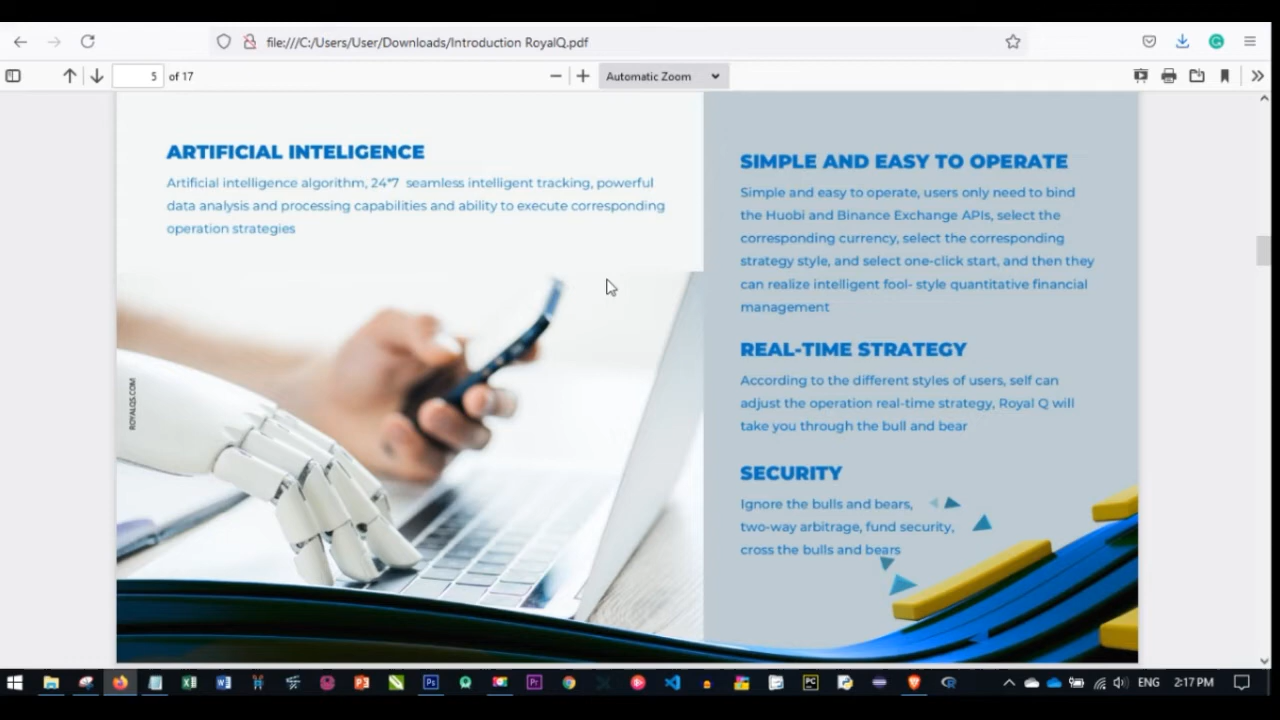 file:///C:/Users/User/Downloads/Introduction RoyalQ.pdf
5 of 17
Automatic Zoom
ARTIFICIAL INTELIGENCE
Artificial intelligence algorithm, 24*7 seamless intelligent tracking, powerful
data analysis and processing capabilities and ability to execute corresponding
operation strategies
ROYALQS.COM
SIMPLE AND EASY TO OPERATE
Simple and easy to operate, users only need to bind
the Huobi and Binance Exchange APIs, select the
corresponding currency, select the corresponding
strategy style, and select one-click start, and then they
can realize intelligent fool- style quantitative financial
management
REAL-TIME STRATEGY
According to the different styles of users, self can
adjust the operation real-time strategy, Royal Q will
take you through the bull and bear
SECURITY
Ignore the bulls and bears,
two-way arbitrage, fund security,
cross the bulls and bears
ENG 2:17 PM